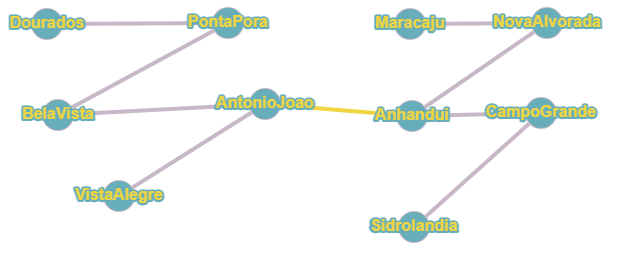 Dourados
PontaPora
Maracaju
NovaAlvorada
BelaVista
AntonioJoao
Anhandui
CampoGrande
VistaAlegre
Sidrolandia